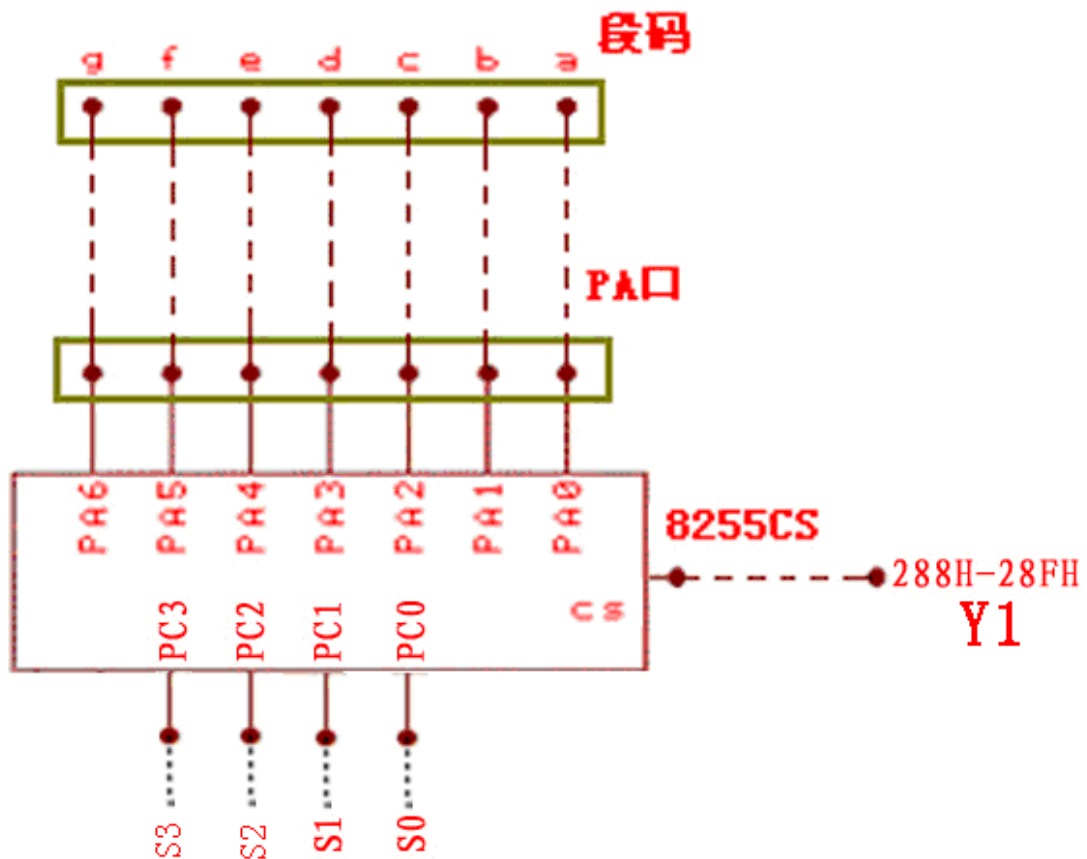 段码
g f e d c b a
PA口
PA6 PA5 PA4 PA3 PA2 PA1 PA0
8255CS
288H-28FH
cs
Y1
PC3 PC2 PC1 PC0
S3 S2 S1 S0